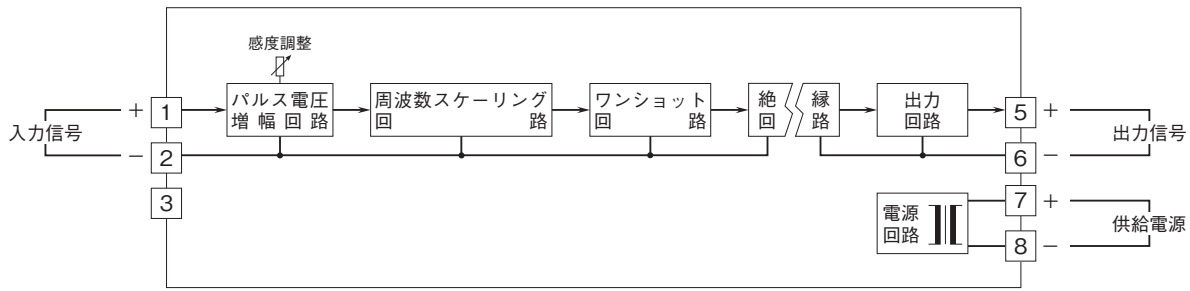 感度調整
パルス電圧
増幅回路
周波数スケーリング
回路
ワンショット
回路
絶縁
回路
出力
回路
入力信号
+ 1
− 2
3
5 +
6 −
出力信号
電源
回路
7 +
8 −
供給電源